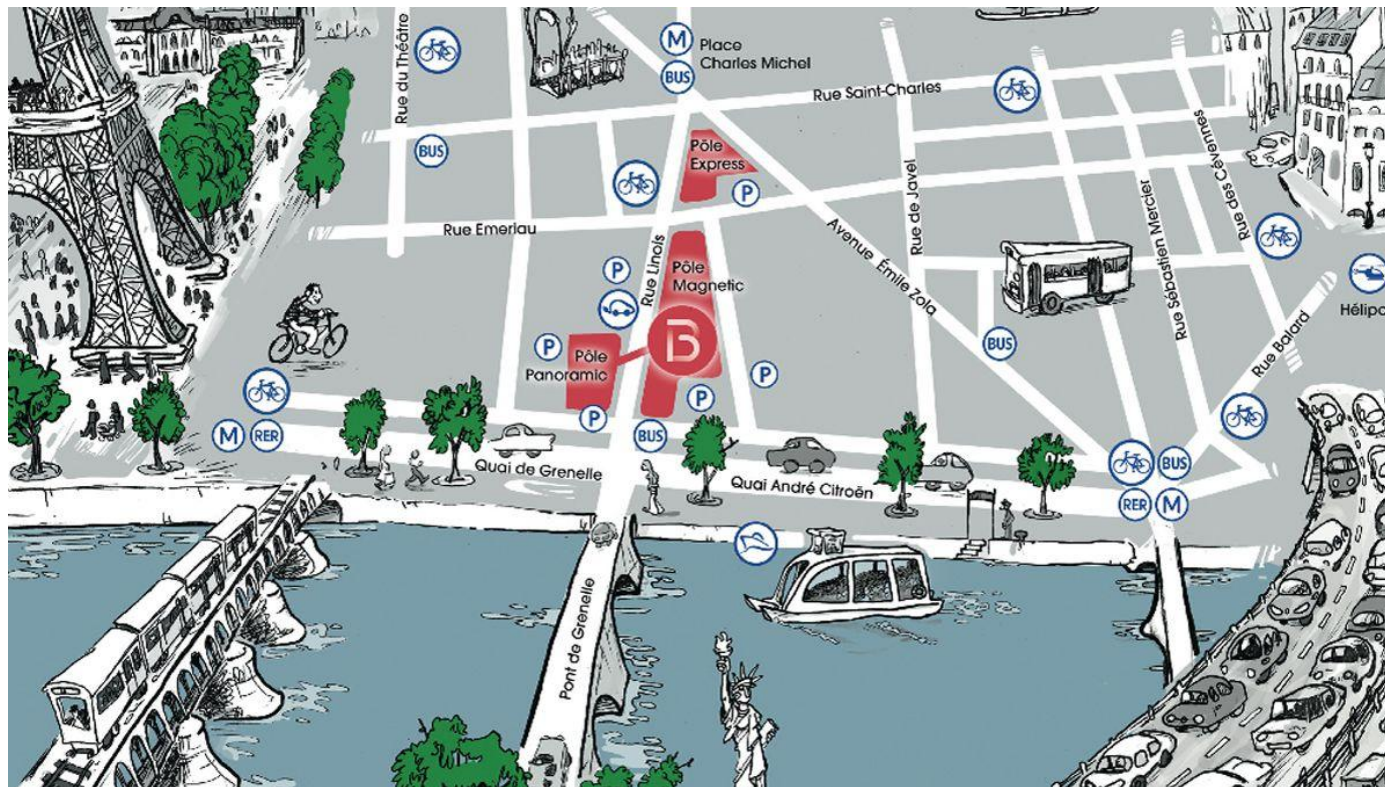 M
Place
Charles Michel
BUS
Rue du Théâtre
Rue Saint-Charles
BUS
Pôle
Express
P
Rue Emeriau
Rue Linois
Rue de Javel
Avenue Émile Zola
Rue Sébastien Mercier
Rue des Cévennes
P
Pôle
Magnetic
B
Hélipo
P
Pôle
Panoramic
BUS
Rue Balard
P
P
P
M
RER
BUS
BUS
Quai de Grenelle
Quai André Citroën
RER
M
Pont de Grenelle